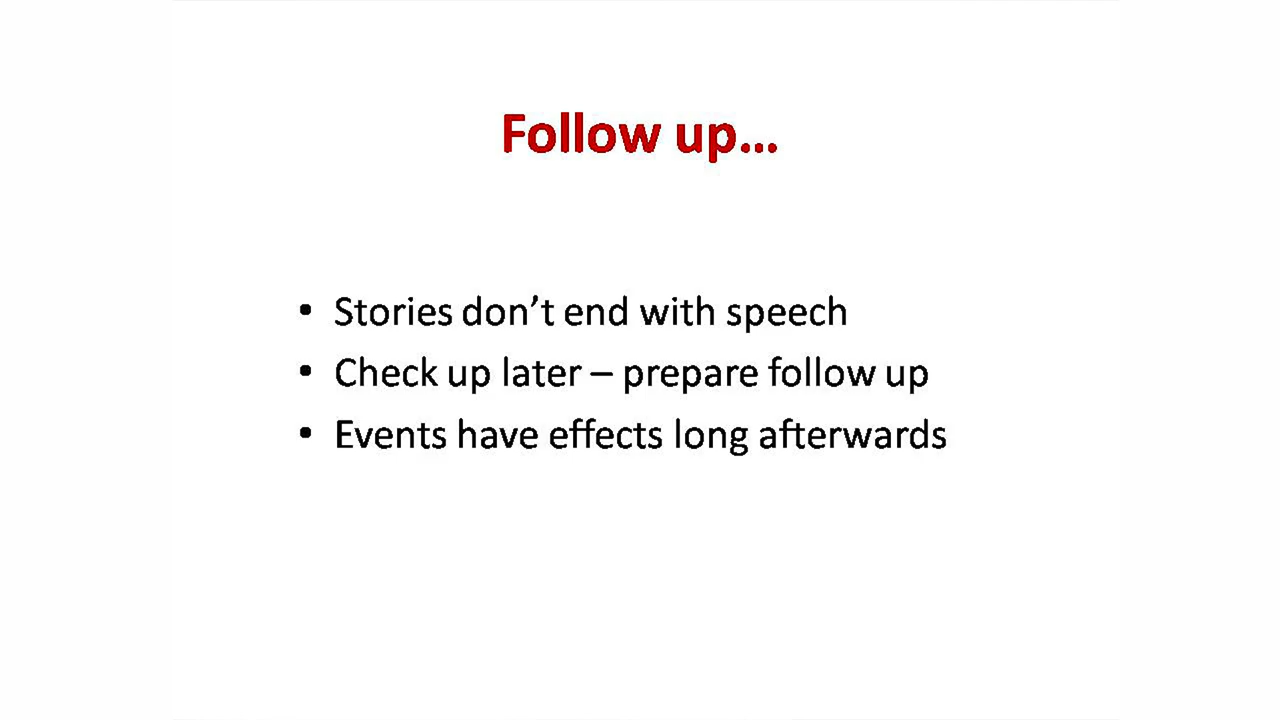 Follow up...
• Stories don’t end with speech
• Check up later – prepare follow up
• Events have effects long afterwards